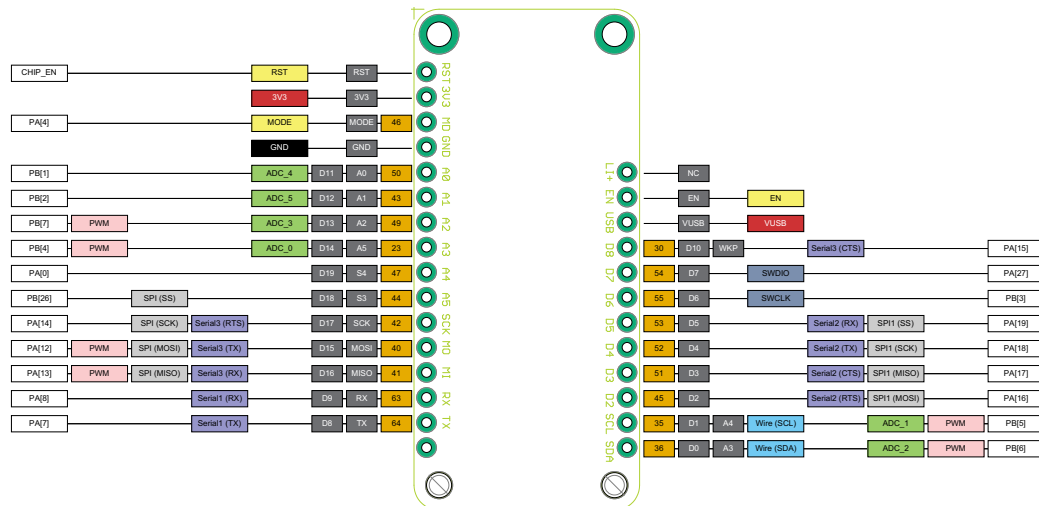 CHIP_EN RST RST RST
3V3 3V3 3V3
PA[4] MODE MODE 46 MD
GND GND GND
PB[1] ADC_4 D11 A0 50 A0
LI+ NC
PB[2] ADC_5 D12 A1 43 A1
EN EN EN
PB[7] PWM ADC_3 D13 A2 49 A2
USB VUSB VUSB
PB[4] PWM ADC_0 D14 A5 23 A3
D8 30 D10 WKP Serial3 (CTS) PA[15]
PA[0] D19 S4 47 A4
D7 54 D7 SWDIO PA[27]
PB[26] SPI (SS) D18 S3 44 A5
D6 55 D6 SWCLK PB[3]
PA[14] SPI (SCK) Serial3 (RTS) D17 SCK 42 SCK
D5 53 D5 Serial2 (RX) SPI1 (SS) PA[19]
PA[12] PWM SPI (MOSI) Serial3 (TX) D15 MOSI 40 MO
D4 52 D4 Serial2 (TX) SPI1 (SCK) PA[18]
PA[13] PWM SPI (MISO) Serial3 (RX) D16 MISO 41 MI
D3 51 D3 Serial2 (CTS) SPI1 (MISO) PA[17]
PA[8] Serial1 (RX) D9 RX 63 RX
D2 45 D2 Serial2 (RTS) SPI1 (MOSI) PA[16]
PA[7] Serial1 (TX) D8 TX 64 TX
SCL 35 D1 A4 Wire (SCL) ADC_1 PWM PB[5]
SDA 36 D0 A3 Wire (SDA) ADC_2 PWM PB[6]